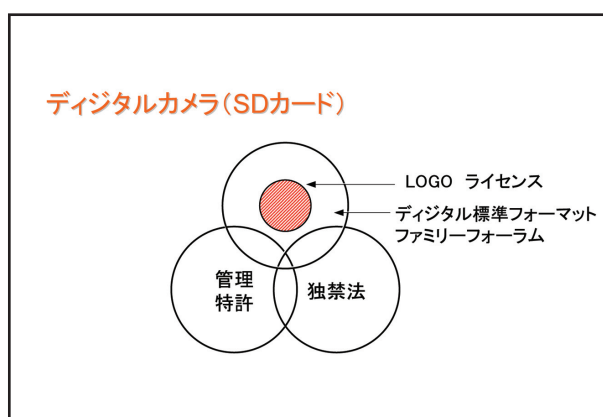 ディジタルカメラ(SDカード)
LOGO ライセンス
ディジタル標準フォーマット
ファミリーフォーラム
管理
特許
独禁法